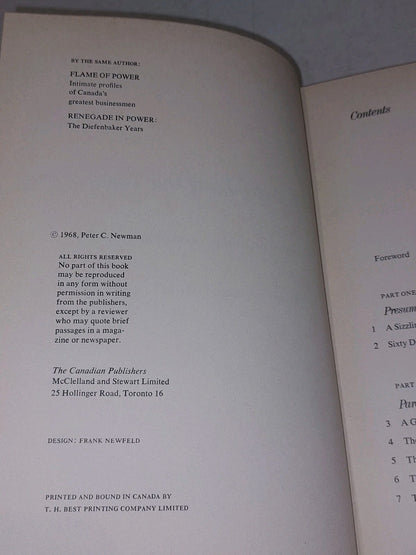 BY THE SAME AUTHOR:
FLAME OF POWER
Intimate profiles
of Canada's
greatest businessmen
RENEGADE IN POWER:
The Diefenbaker Years
© 1968, Peter C. Newman
ALL RIGHTS RESERVED
No part of this book
may be reproduced
in any form without
permission in writing
from the publishers,
except by a reviewer
who may quote brief
passages in a maga-
zine or newspaper.
The Canadian Publishers
McClelland and Stewart Limited
25 Hollinger Road, Toronto 16
DESIGN: FRANK NEWFELD
PRINTED AND BOUND IN CANADA BY
T. H. BEST PRINTING COMPANY LIMITED
Contents
Foreword
PART ONE
1 A
2 Sixty
PART
3 A
4
5
6
7